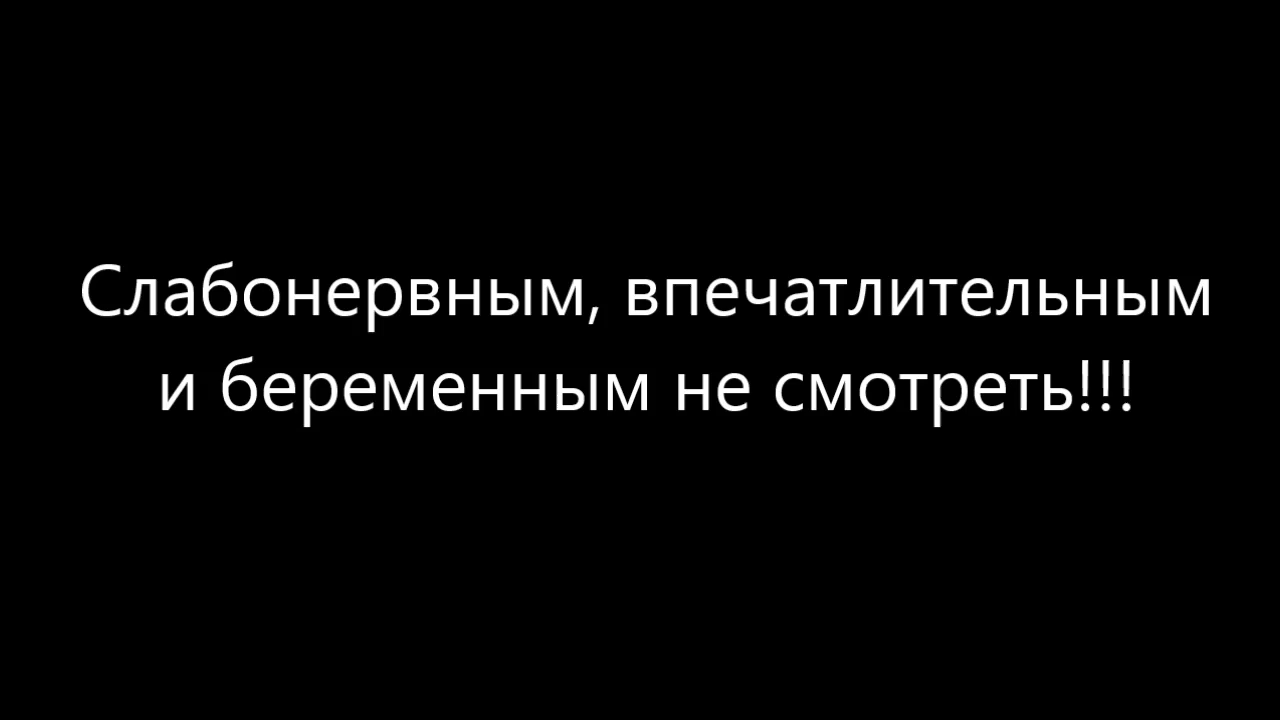 Слабонервным, впечатлительным
и беременным не смотреть!!!